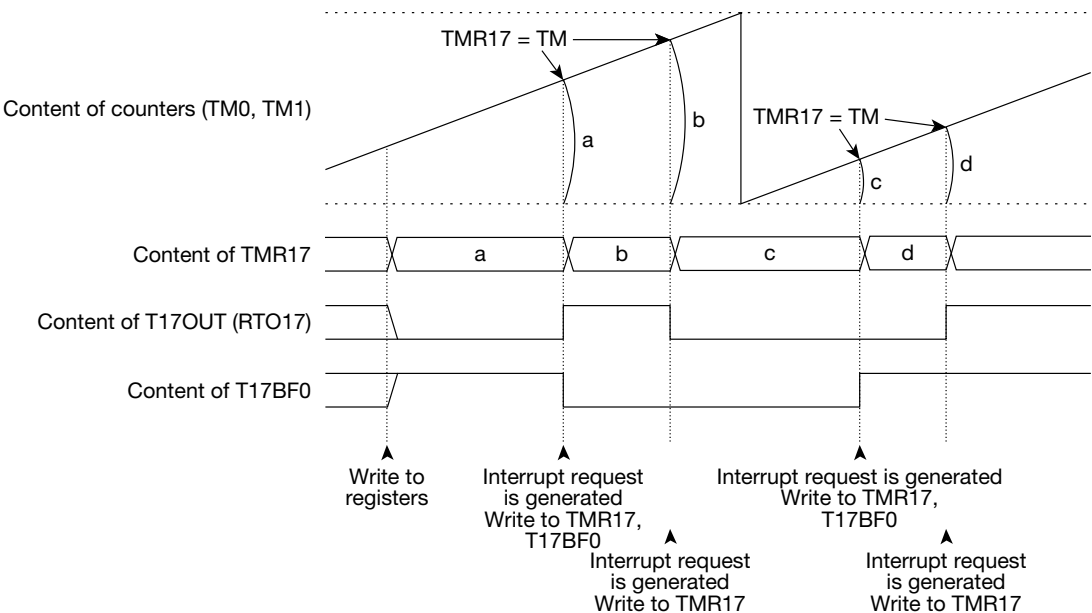 TMR17 = TM
Content of counters (TM0, TM1)
a
b
TMR17 = TM
c
d
Content of TMR17
a
b
c
d
Content of T17OUT (RTO17)
Content of T17BF0
Write to
registers
Interrupt request
is generated
Write to TMR17,
T17BF0
Interrupt request
is generated
Write to TMR17
Interrupt request is generated
Write to TMR17,
T17BF0
Interrupt request
is generated
Write to TMR17